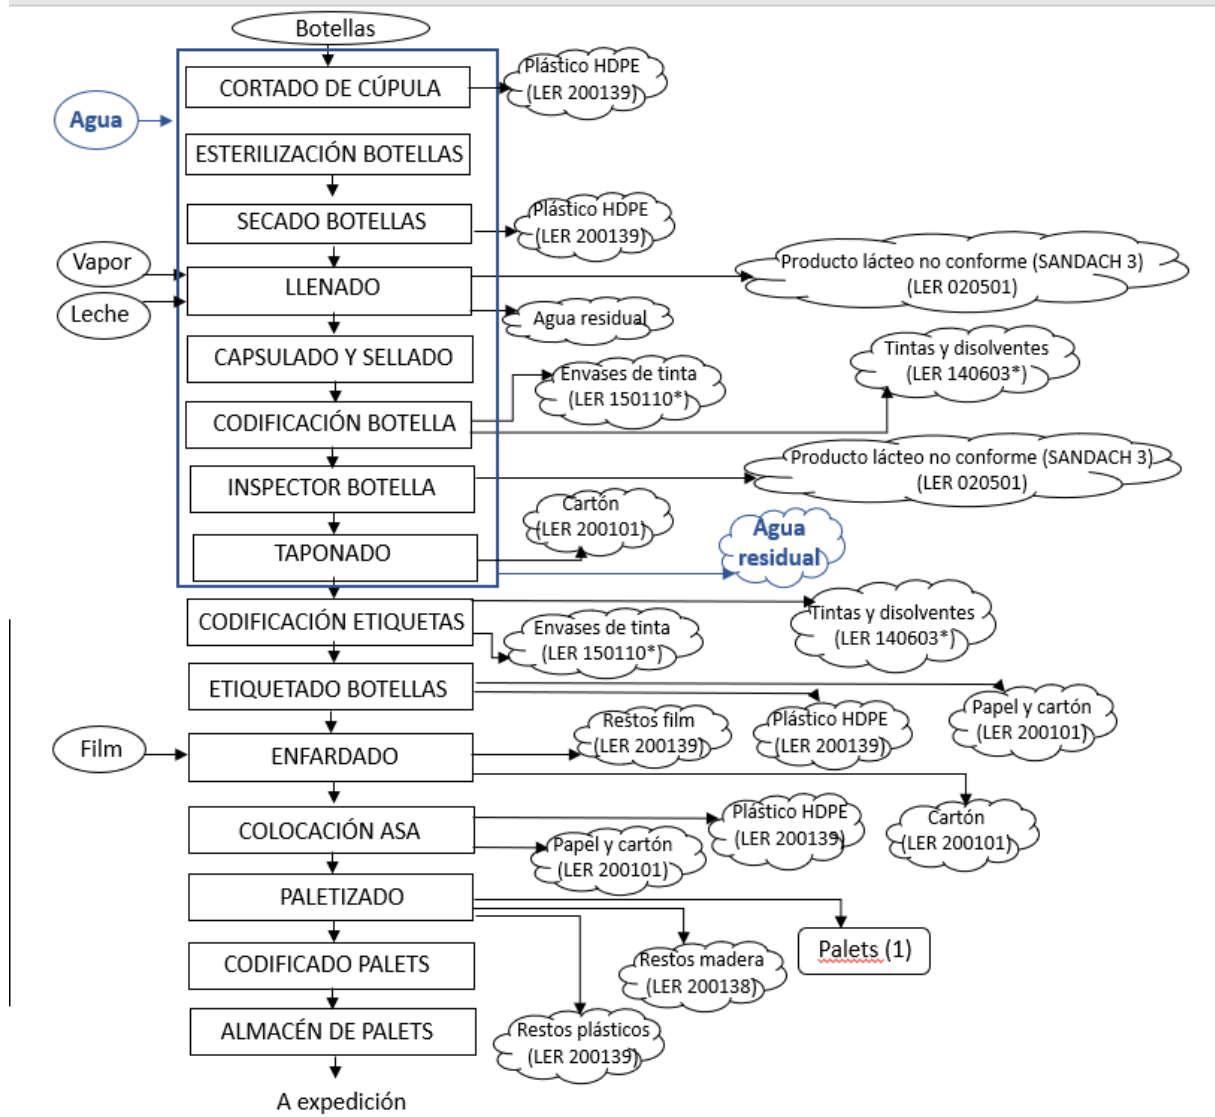 Botellas
CORTADO DE CÚPULA
Plástico HDPE
(LER 200139)
Agua
ESTERILIZACIÓN BOTELLAS
SECADO BOTELLAS
Plástico HDPE
(LER 200139)
Vapor
Leche
LLENADO
Producto lácteo no conforme (SANDACH 3)
(LER 020501)
Agua residual
CAPSULADO Y SELLADO
Envases de tinta
(LER 150110*)
Tintas y disolventes
(LER 140603*)
CODIFICACIÓN BOTELLA
INSPECTOR BOTELLA
Producto lácteo no conforme (SANDACH 3)
(LER 020501)
Cartón
(LER 200101)
TAPONADO
Agua
residual
CODIFICACIÓN ETIQUETAS
Envases de tinta
(LER 150110*)
Tintas y disolventes
(LER 140603*)
ETIQUETADO BOTELLAS
Restos film
(LER 200139)
Plástico HDPE
(LER 200139)
Papel y cartón
(LER 200101)
Film
ENFARDADO
COLOCACIÓN ASA
Plástico HDPE
(LER 200139)
Cartón
(LER 200101)
Papel y cartón
(LER 200101)
PALETIZADO
Palets (1)
CODIFICADO PALETS
Restos madera
(LER 200138)
ALMACÉN DE PALETS
Restos plásticos
(LER 200139)
A expedición